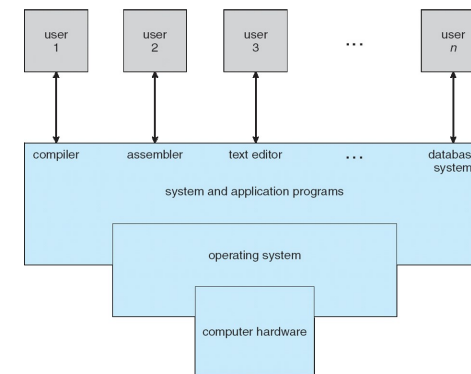 user user user ... user
1 2 3 n
compiler assembler text editor ... database
system
system and application programs
operating system
computer hardware